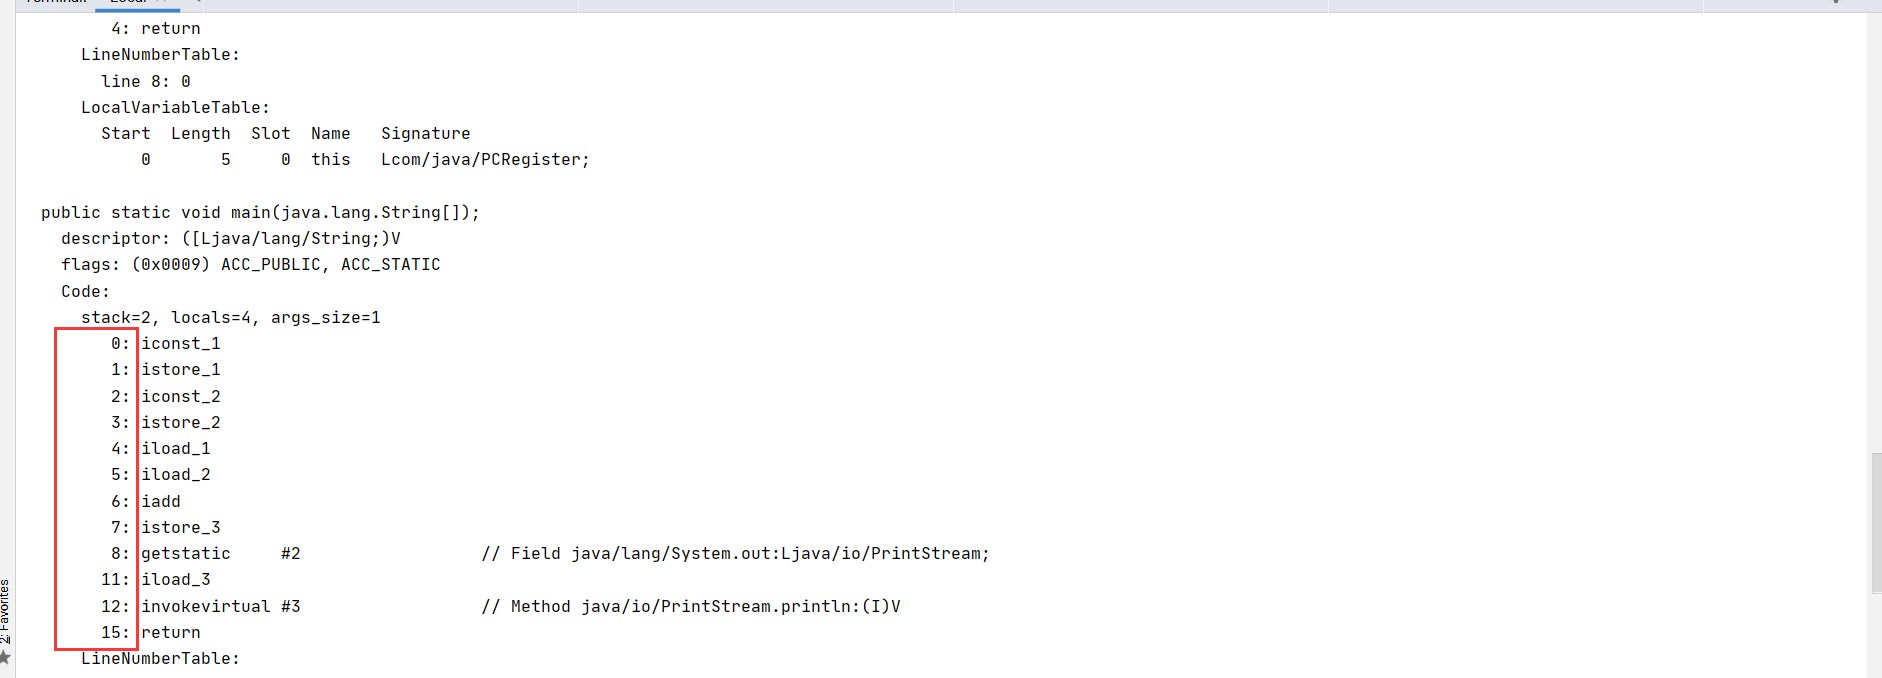 4: return
LineNumberTable:
line 8: 0
LocalVariableTable:
Start  Length  Slot  Name   Signature
0       5     0  this   Lcom/java/PCRegister;
public static void main(java.lang.String[]);
descriptor: ([Ljava/lang/String;)V
flags: (0x0009) ACC_PUBLIC, ACC_STATIC
Code:
stack=2, locals=4, args_size=1
0: iconst_1
1: istore_1
2: iconst_2
3: istore_2
4: iload_1
5: iload_2
6: iadd
7: istore_3
8: getstatic     #2                  // Field java/lang/System.out:Ljava/io/PrintStream;
11: iload_3
12: invokevirtual #3                  // Method java/io/PrintStream.println:(I)V
15: return
LineNumberTable:
2: Favorites